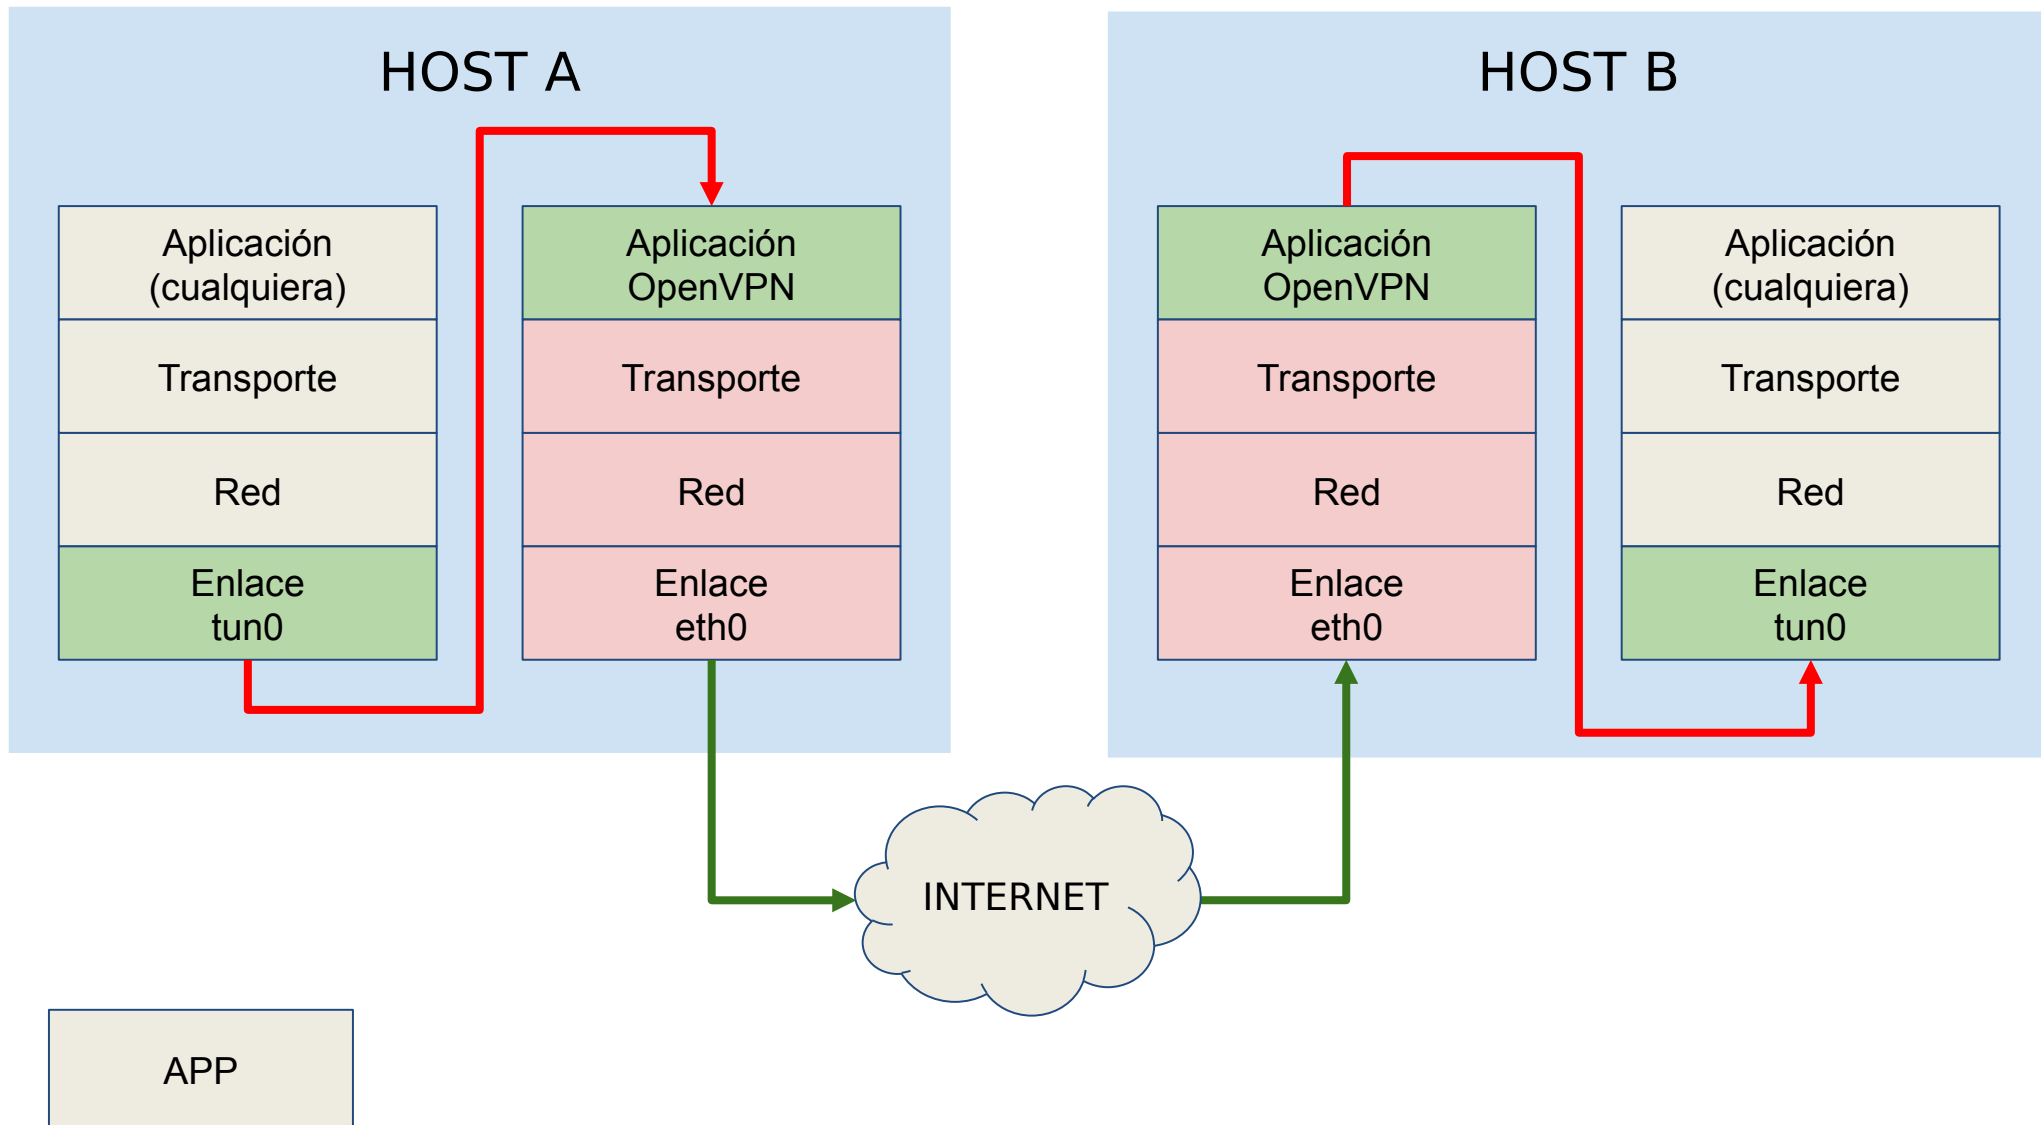 HOST A
Aplicación
(cualquiera)
Transporte
Red
Enlace
tun0
Aplicación
OpenVPN
Transporte
Red
Enlace
eth0
HOST B
Aplicación
OpenVPN
Transporte
Red
Enlace
eth0
Aplicación
(cualquiera)
Transporte
Red
Enlace
tun0
INTERNET
APP